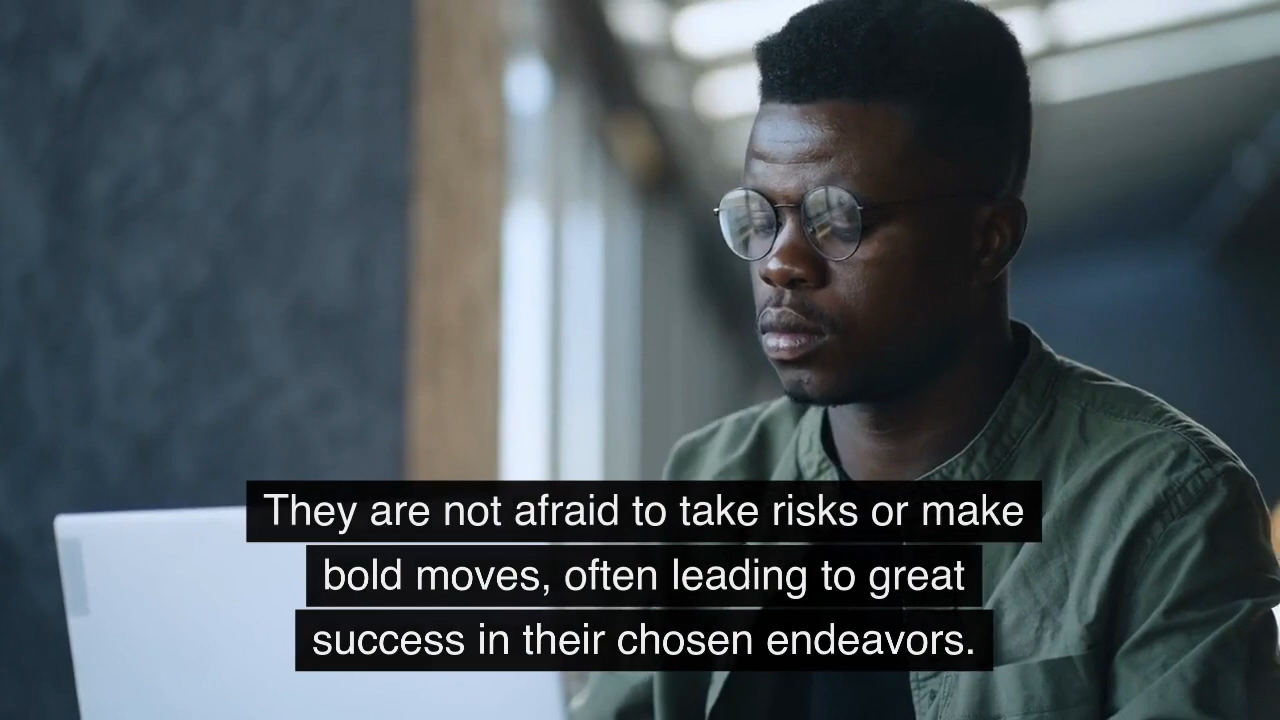 They are not afraid to take risks or make
bold moves, often leading to great
success in their chosen endeavors.